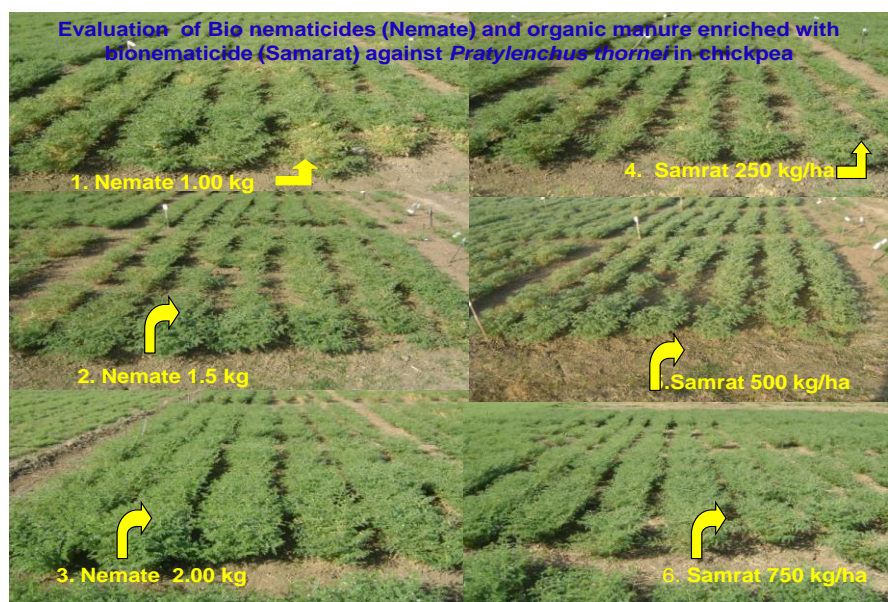 Evaluation of Bio nematicides (Nemate) and organic manure enriched with
bionematicide (Samarat) against Pratylenchus thornei in chickpea
1. Nemate 1.00 kg
4. Samrat 250 kg/ha
2. Nemate 1.5 kg
.Samrat 500 kg/ha
3. Nemate 2.00 kg
6. Samrat 750 kg/ha